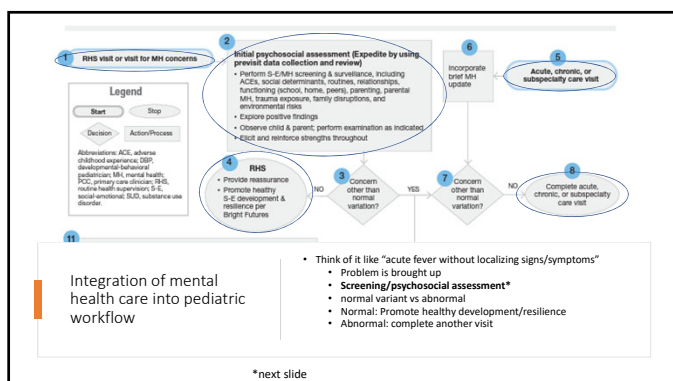 1
RHS visit or visit for MH concerns
2
Initial psychosocial assessment (Expedite by using
previsit data collection and review)
• Perform S-E/MH screening & surveillance, including
ACEs, social determinants, routines, relationships,
functioning (school, home, peers), parenting, parental
MH, trauma exposure, family disruptions, and
environmental risks
• Explore positive findings
• Observe child & parent; perform examination as indicated
• Elicit and reinforce strengths throughout
6
Incorporate
brief MH
update
5
Acute, chronic, or
subspecialty care visit
Legend
Start
Stop
Decision
Action/Process
Abbreviations: ACE, adverse
childhood experience; DBP,
developmental-behavioral
pediatrician; MH, mental health;
PCC, primary care clinician; RHS,
routine health supervision; S-E,
social-emotional; SUD, substance use
disorder.
4
RHS
• Provide reassurance
• Promote healthy
S-E development &
resilience per
Bright Futures
NO
3
Concern
other than
normal
variation?
YES
7
Concern
other than
normal
variation?
NO
8
Complete acute,
chronic, or subspecialty
care visit
11
Integration of mental
health care into pediatric
workflow
• Think of it like “acute fever without localizing signs/symptoms”
• Problem is brought up
• Screening/psychosocial assessment*
• normal variant vs abnormal
• Normal: Promote healthy development/resilience
• Abnormal: complete another visit
*next slide